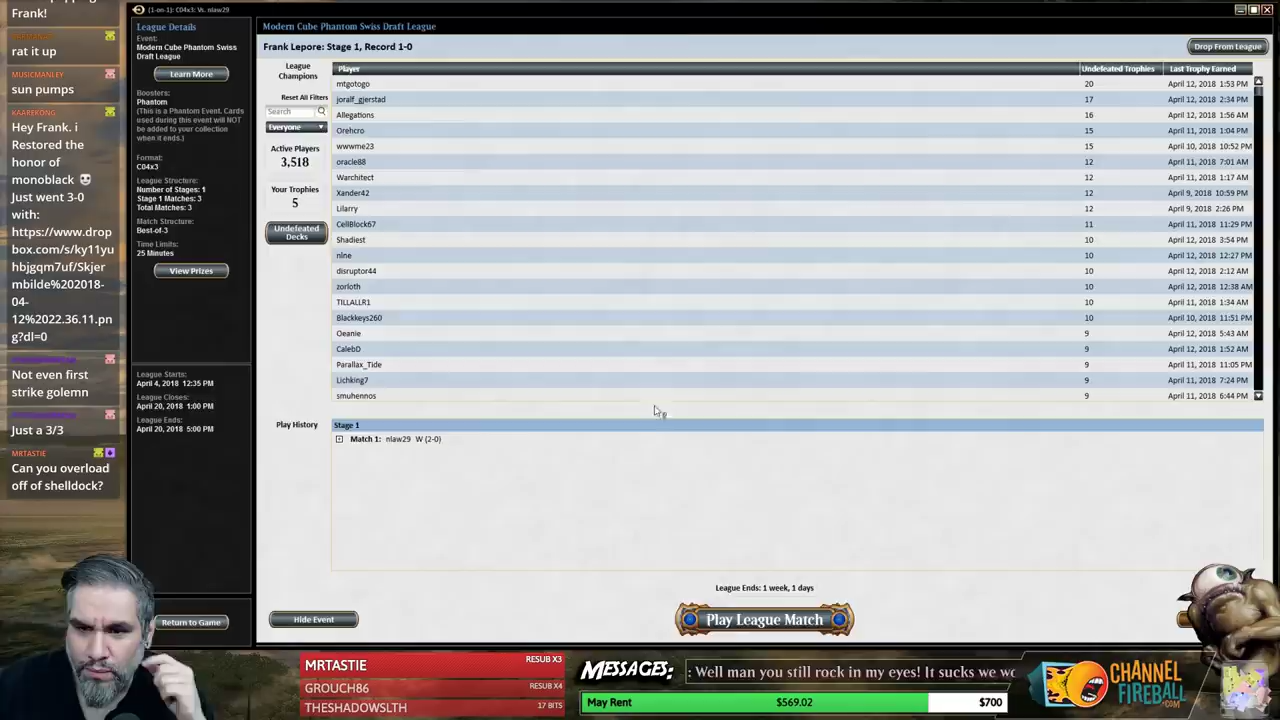 Frank!
rat it up
MUSICMANLEY
sun pumps
KAARERONG
Hey Frank. i
Restored the
honor of
monoblack
Just went 3-0
with:
https://www.drop
box.com/s/ky11yu
hbjgqm7uf/Skjer
mbilde%202018-
04-
12%2022.36.11.pn
g?dl=0
Not even first
strike golemn
Just a 3/3
MRTASTIE
Can you overload
off of shelldock?
(1-on-1): C04x3: Vs. nlaw29
League Details
Event:
Modern Cube Phantom Swiss
Draft League
Learn More
Boosters:
Phantom
(This is a Phantom Event. Cards
used during this event will NOT
be added to your collection
when it ends.)
Format:
C04x3
League Structure:
Number of Stages: 1
Stage 1 Matches: 3
Total Matches: 3
Match Structure:
Best-of-3
Time Limits:
25 Minutes
View Prizes
League Starts:
April 4, 2018 12:35 PM
League Closes:
April 20, 2018 1:00 PM
League Ends:
April 20, 2018 5:00 PM
Return to Game
Modern Cube Phantom Swiss Draft League
Frank Lepore: Stage 1, Record 1-0
Drop From League
League
Champions
Reset All Filters
Search
Everyone
Active Players
3,518
Your Trophies
5
Undefeated
Decks
Player Undefeated Trophies Last Trophy Earned
mtgotogo 20 April 12, 2018 1:53 PM
joralf_gjerstad 17 April 12, 2018 2:34 PM
Allegations 16 April 12, 2018 1:56 AM
Orehcro 15 April 11, 2018 1:04 PM
wwwme23 15 April 10, 2018 10:52 PM
oracle88 12 April 11, 2018 7:01 AM
Warchitect 12 April 11, 2018 1:17 AM
Xander42 12 April 9, 2018 10:59 PM
Lilarry 12 April 9, 2018 2:26 PM
CellBlock67 11 April 11, 2018 11:29 PM
Shadiest 10 April 12, 2018 3:54 PM
nlne 10 April 12, 2018 12:27 PM
disruptor44 10 April 12, 2018 2:12 AM
zorloth 10 April 12, 2018 12:38 AM
TILLALLR1 10 April 11, 2018 1:34 AM
Blackkeys260 10 April 10, 2018 11:51 PM
Oeanie 9 April 12, 2018 5:43 AM
CalebD 9 April 12, 2018 1:52 AM
Parallax_Tide 9 April 11, 2018 11:05 PM
Lichking7 9 April 11, 2018 7:24 PM
smuhennos 9 April 11, 2018 6:44 PM
Play History
Stage 1
Match 1: nlaw29 W (2-0)
League Ends: 1 week, 1 days
Hide Event
Play League Match
MRTASTIE RESUB X3
GROUCH86 RESUB X4
THESHADOWSLTH 17 BITS
MESSAGES: : Well man you still rock in my eyes! It sucks we wo
May Rent $569.02 $700
CHANNEL
FIREBALL
.COM